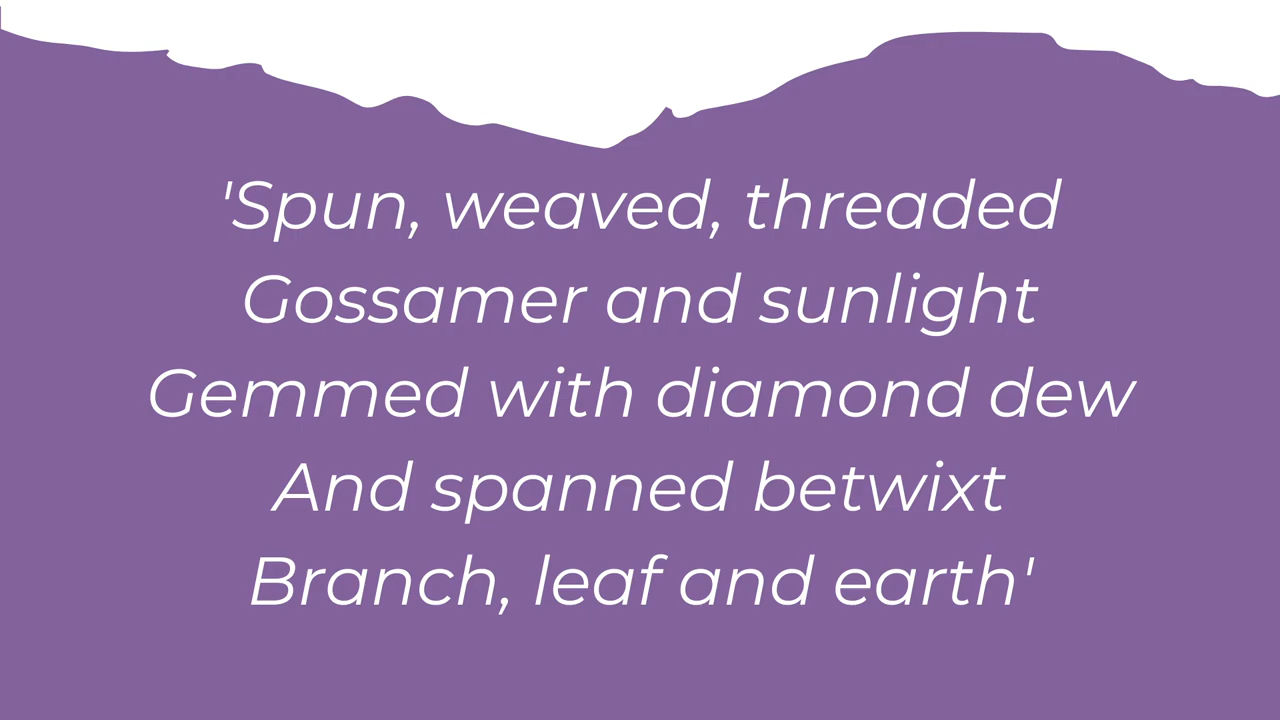 'Spun, weaved, threaded
Gossamer and sunlight
Gemmed with diamond dew
And spanned betwixt
Branch, leaf and earth'